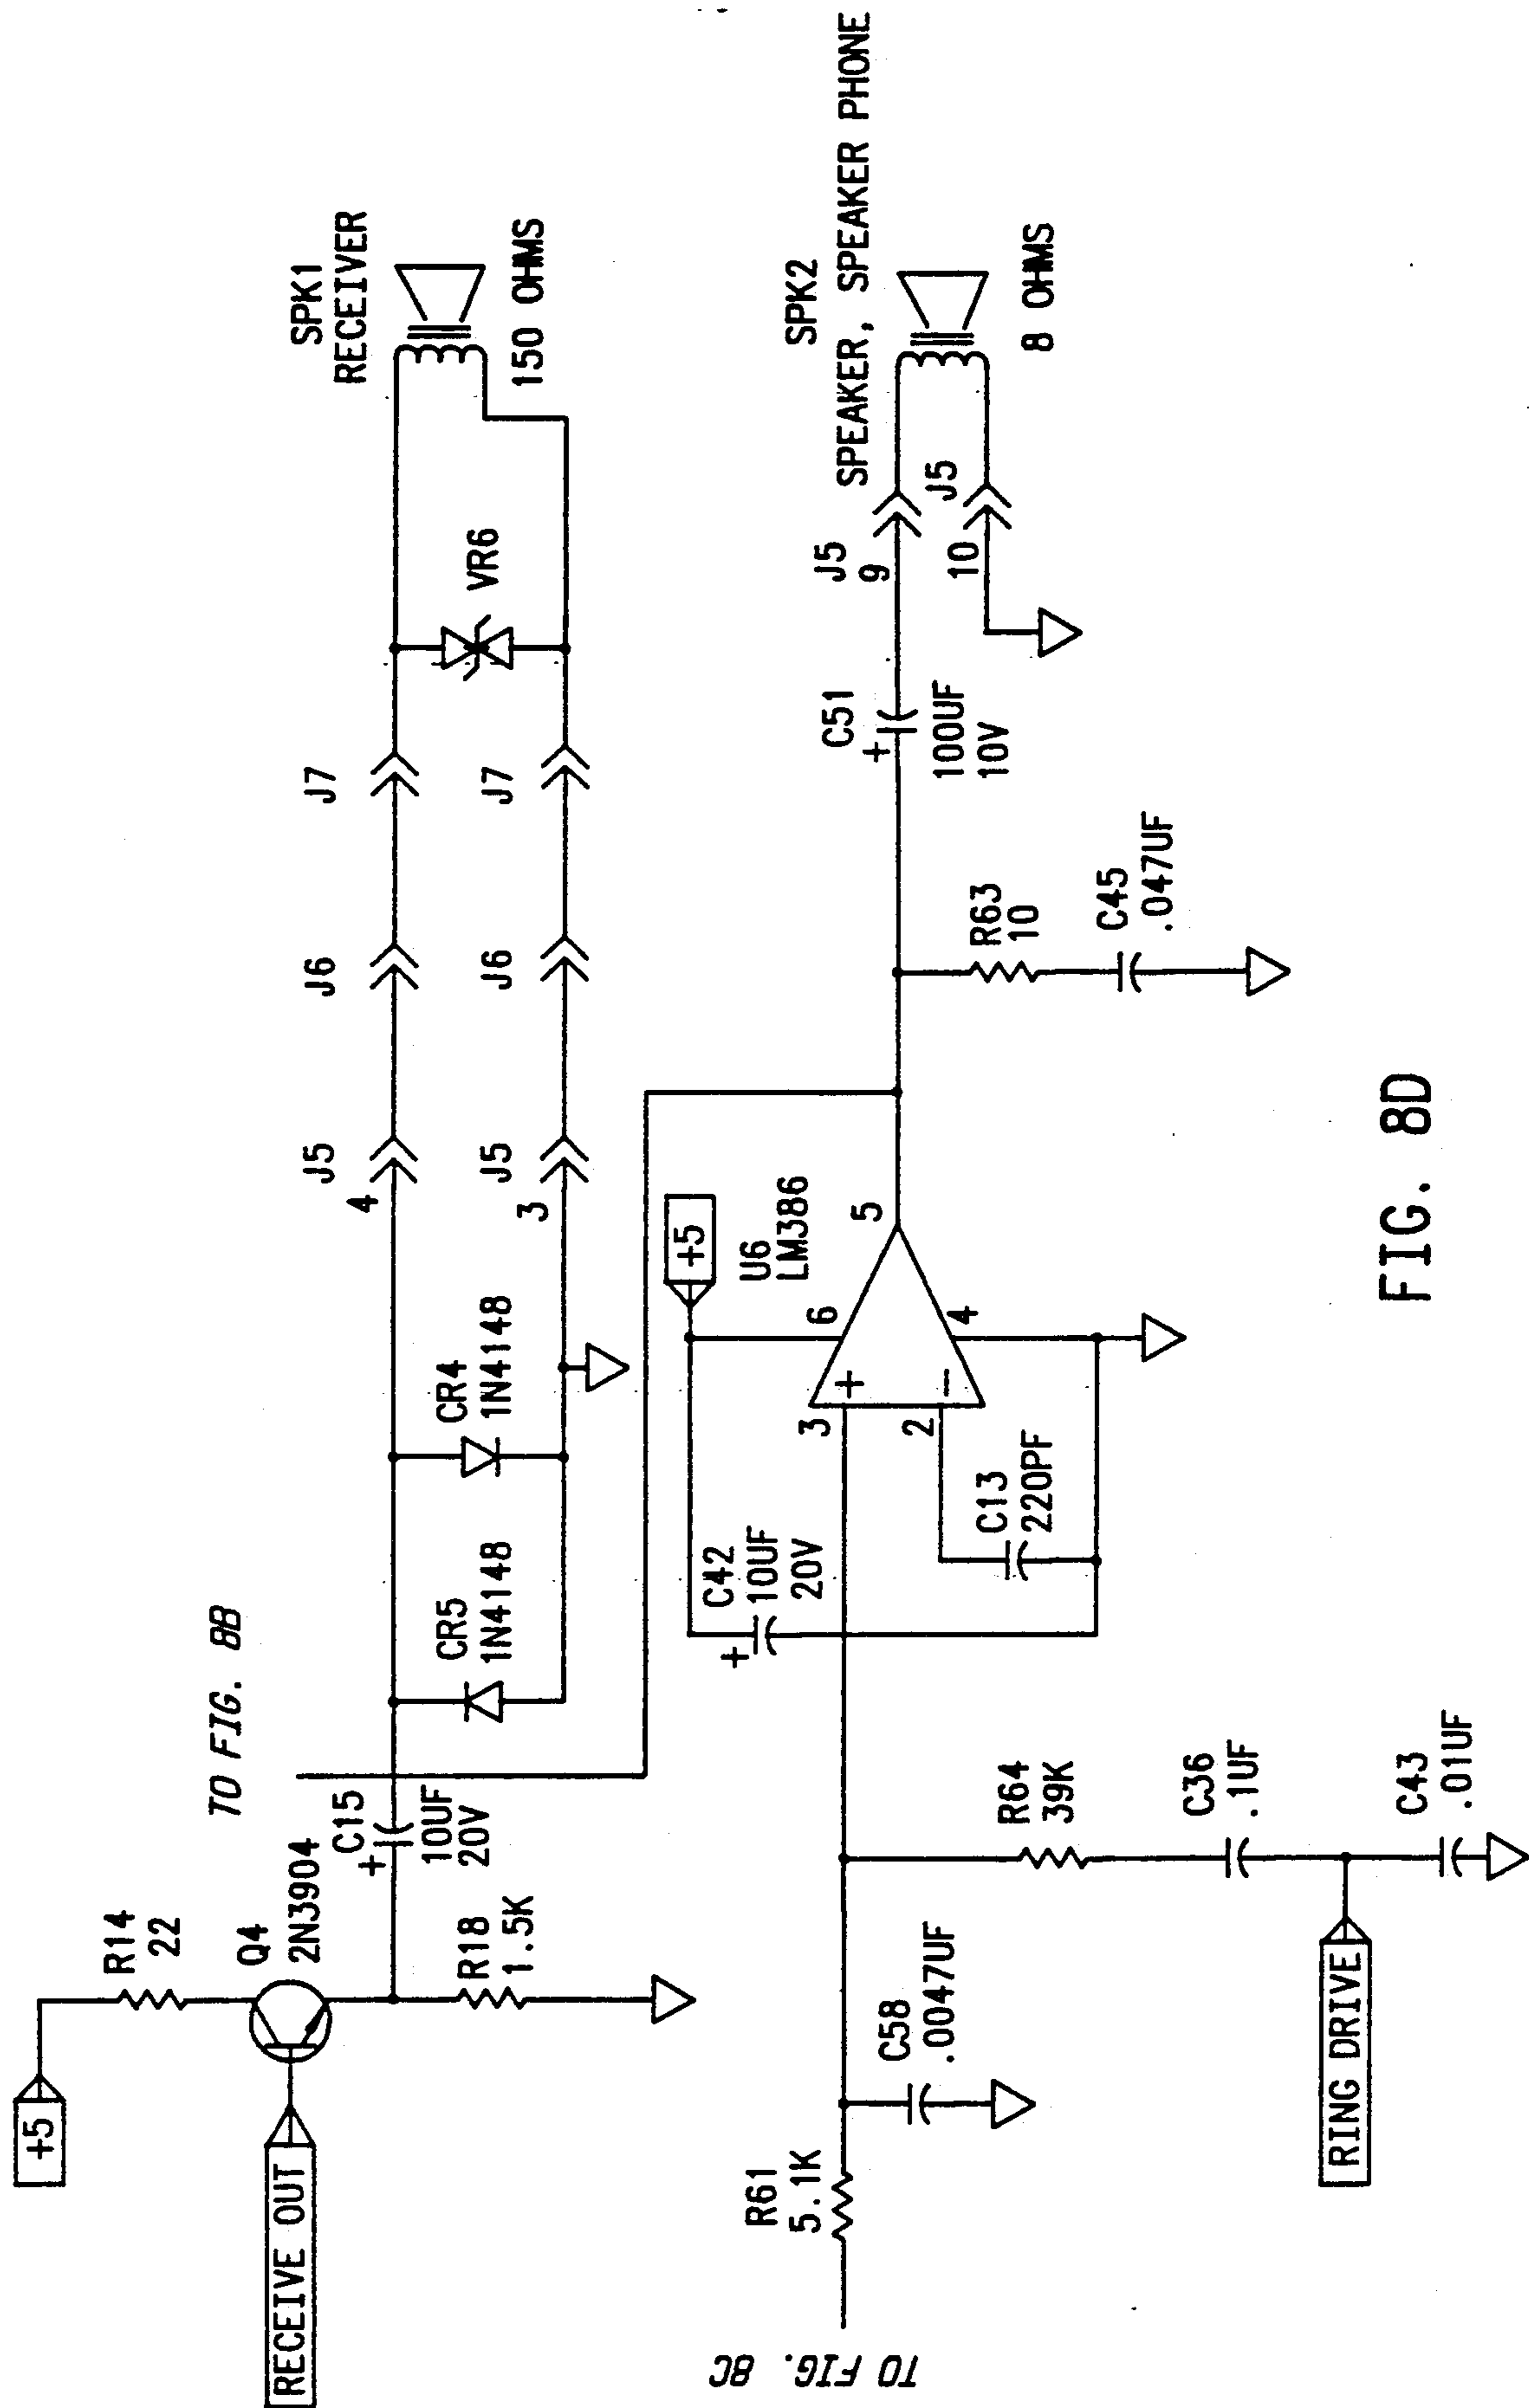 +5
R14
22
Q4
2N3904
RECEIVE OUT
R18
1.5K
C15
+
10UF
20V
TO FIG. 8B
CR5
1N4148
CR4
1N4148
J5
4
J5
3
J6
J6
J7
J7
VR6
SPK1
RECEIVER
150 OHMS
TO FIG. 8C
R61
5.1K
C58
.0047UF
R64
39K
C36
.1UF
RING DRIVE
C43
.01UF
C42
+
10UF
20V
C13
220PF
+5
U6
LM386
3
+
2
-
6
4
5
R63
10
C45
.047UF
C51
+
100UF
10V
J5
9
J5
10
SPK2
SPEAKER, SPEAKER PHONE
8 OHMS
FIG. 8D